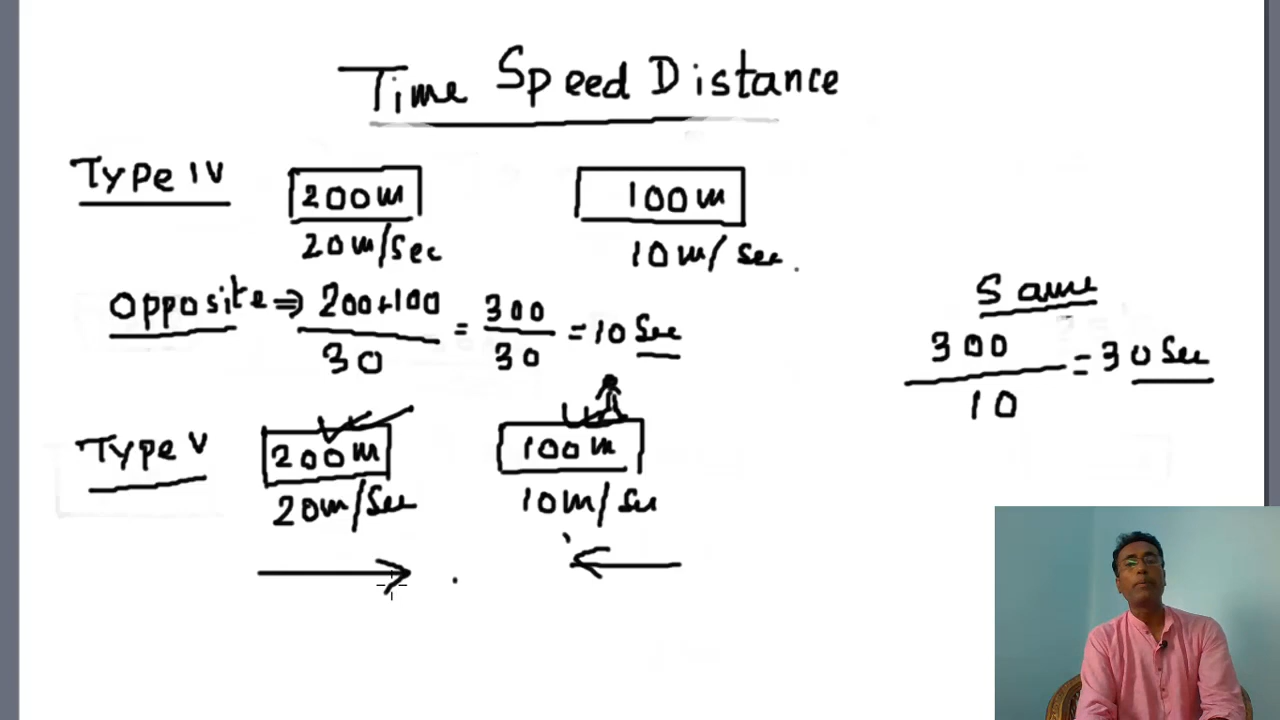 Time Speed Distance
Type IV
200m 100m
20m/Sec 10m/Sec.
Opposite ⇒ 200+100 / 30 = 300 / 30 = 10 Sec
Same
300 / 10 = 30 Sec
Type V
200m 100m
20m/Sec 10m/Sec